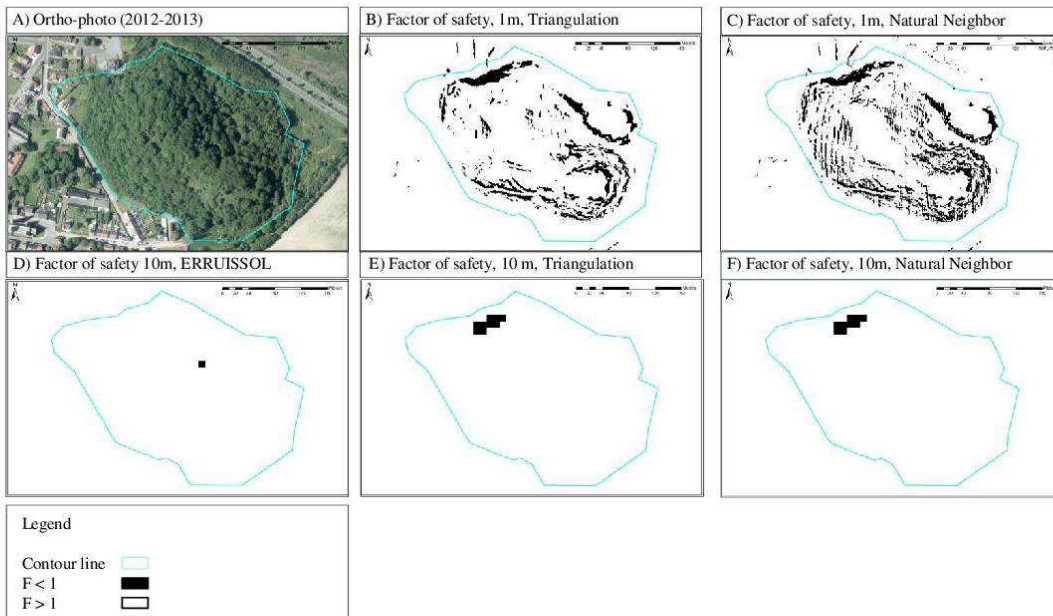 A) Ortho-photo (2012-2013)
B) Factor of safety, 1m, Triangulation
C) Factor of safety, 1m, Natural Neighbor
D) Factor of safety 10m, ERRUISSOL
E) Factor of safety, 10 m, Triangulation
F) Factor of safety, 10m, Natural Neighbor
Legend
Contour line
F < 1
F > 1